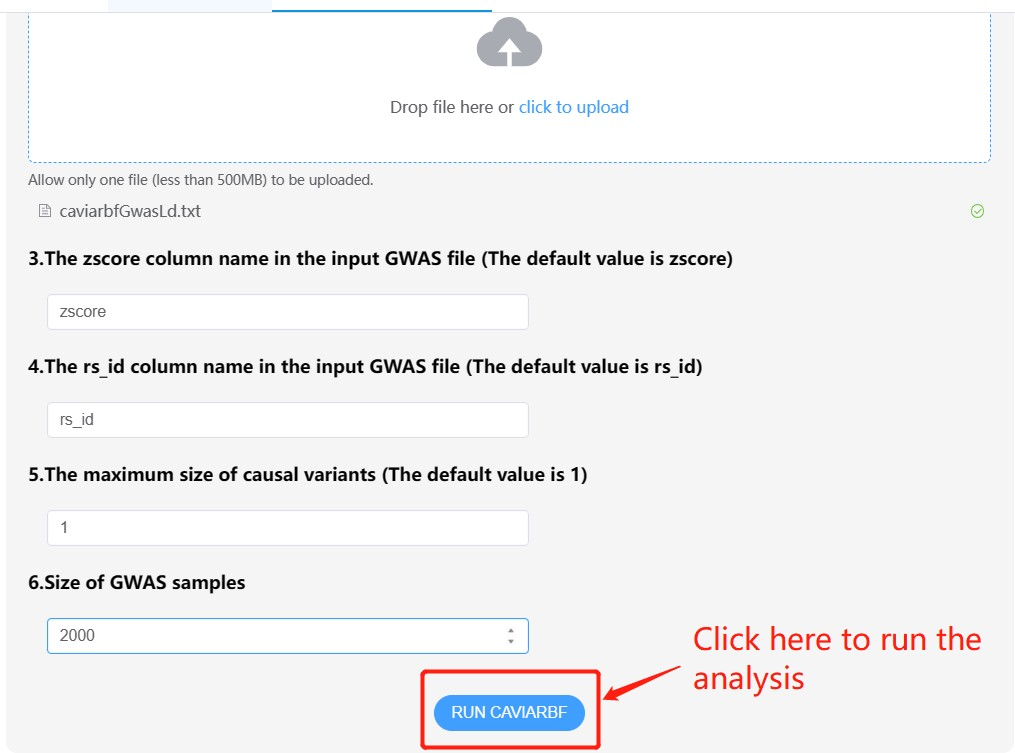 Drop file here or click to upload
Allow only one file (less than 500MB) to be uploaded.
caviarbfGwasLd.txt
3.The zscore column name in the input GWAS file (The default value is zscore)
zscore
4.The rs_id column name in the input GWAS file (The default value is rs_id)
rs_id
5.The maximum size of causal variants (The default value is 1)
1
6.Size of GWAS samples
2000
Click here to run the
analysis
RUN CAVIARBF